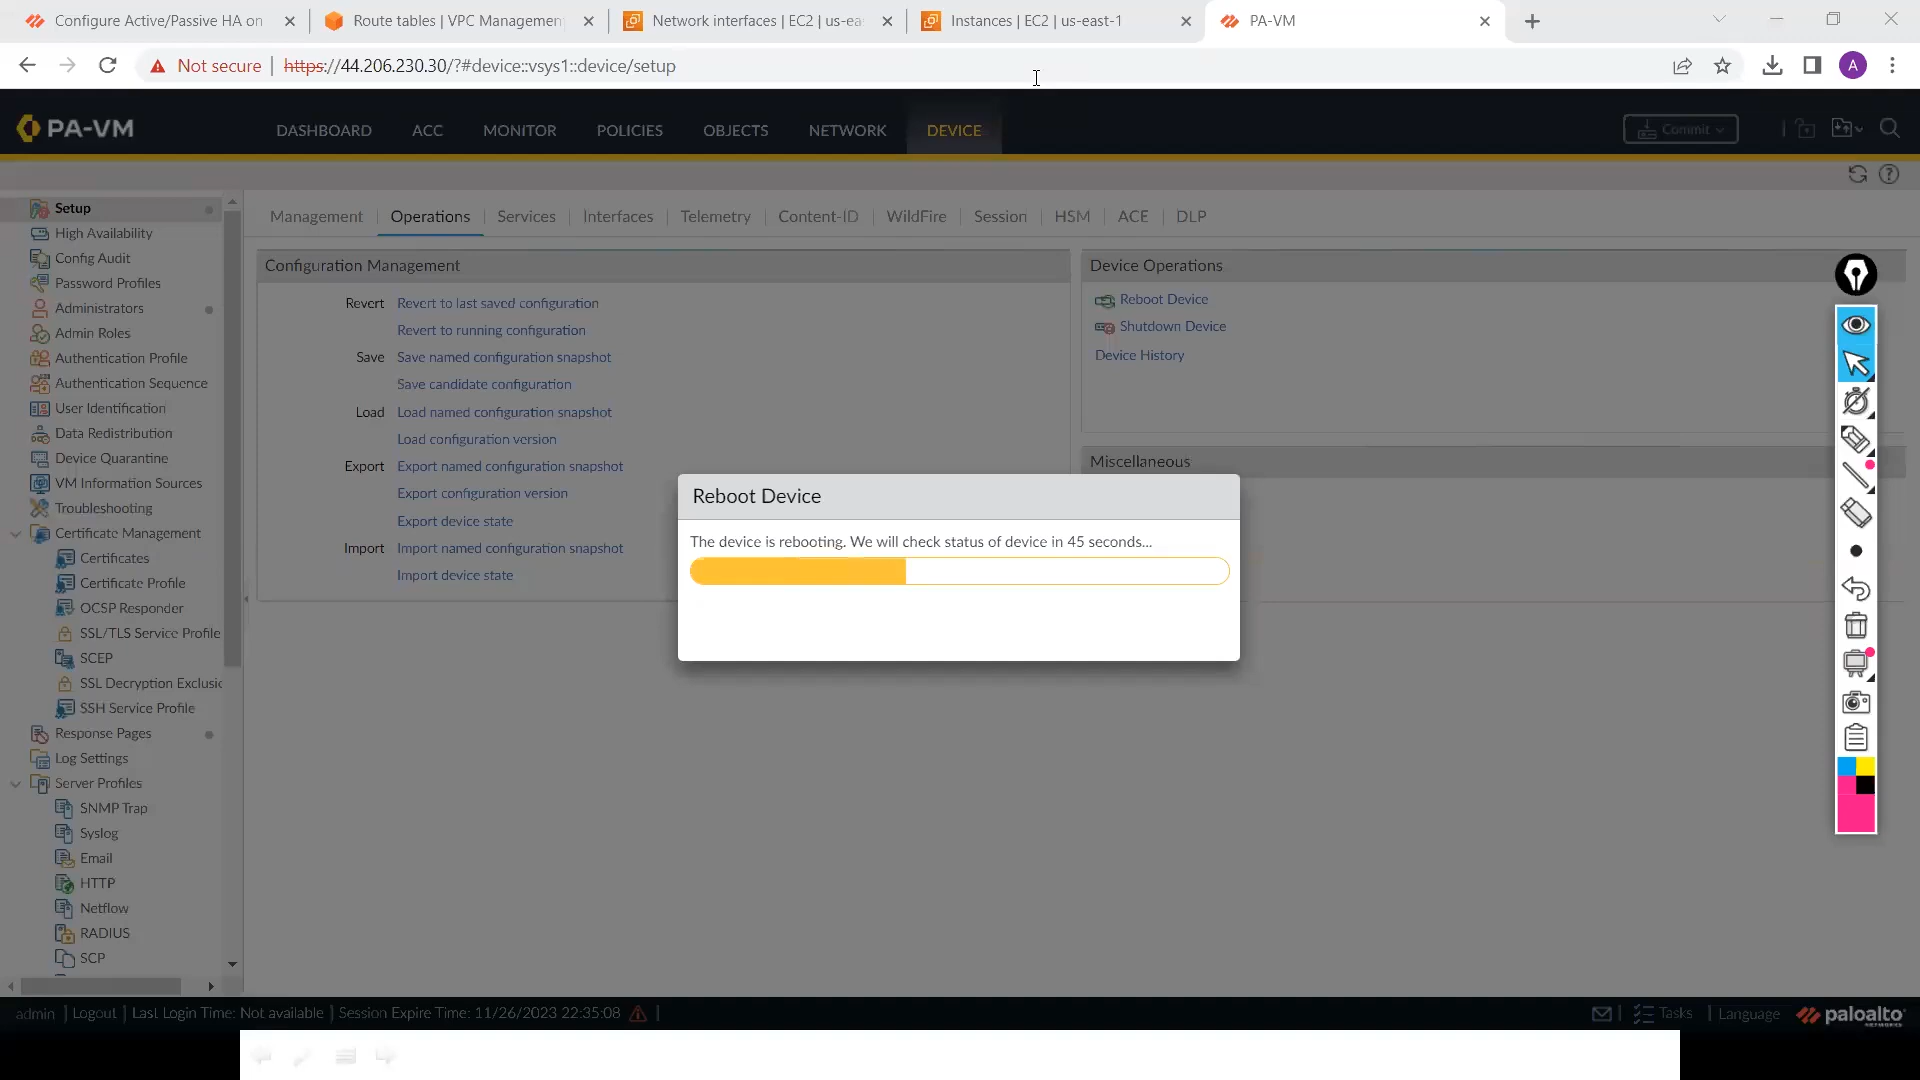 Configure Active/Passive HA on
Route tables | VPC Managemen
Network interfaces | EC2 | us-ea
Instances | EC2 | us-east-1
PA-VM
Not secure | https://44.206.230.30/?#device::vsys1::device/setup
A
PA-VM
DASHBOARD
ACC
MONITOR
POLICIES
OBJECTS
NETWORK
DEVICE
Commit
Setup
High Availability
Config Audit
Password Profiles
Administrators
Admin Roles
Authentication Profile
Authentication Sequence
User Identification
Data Redistribution
Device Quarantine
VM Information Sources
Troubleshooting
Certificate Management
Certificates
Certificate Profile
OCSP Responder
SSL/TLS Service Profile
SCEP
SSL Decryption Exclusic
SSH Service Profile
Response Pages
Log Settings
Server Profiles
SNMP Trap
Syslog
Email
HTTP
Netflow
RADIUS
SCP
Management
Operations
Services
Interfaces
Telemetry
Content-ID
WildFire
Session
HSM
ACE
DLP
Configuration Management
Revert Revert to last saved configuration
Revert to running configuration
Save Save named configuration snapshot
Save candidate configuration
Load Load named configuration snapshot
Load configuration version
Export Export named configuration snapshot
Export configuration version
Export device state
Import Import named configuration snapshot
Import device state
Device Operations
Reboot Device
Shutdown Device
Device History
Miscellaneous
Reboot Device
The device is rebooting. We will check status of device in 45 seconds...
admin | Logout | Last Login Time: Not available | Session Expire Time: 11/26/2023 22:35:08 |
Tasks | Language
paloalto
NETWORKS